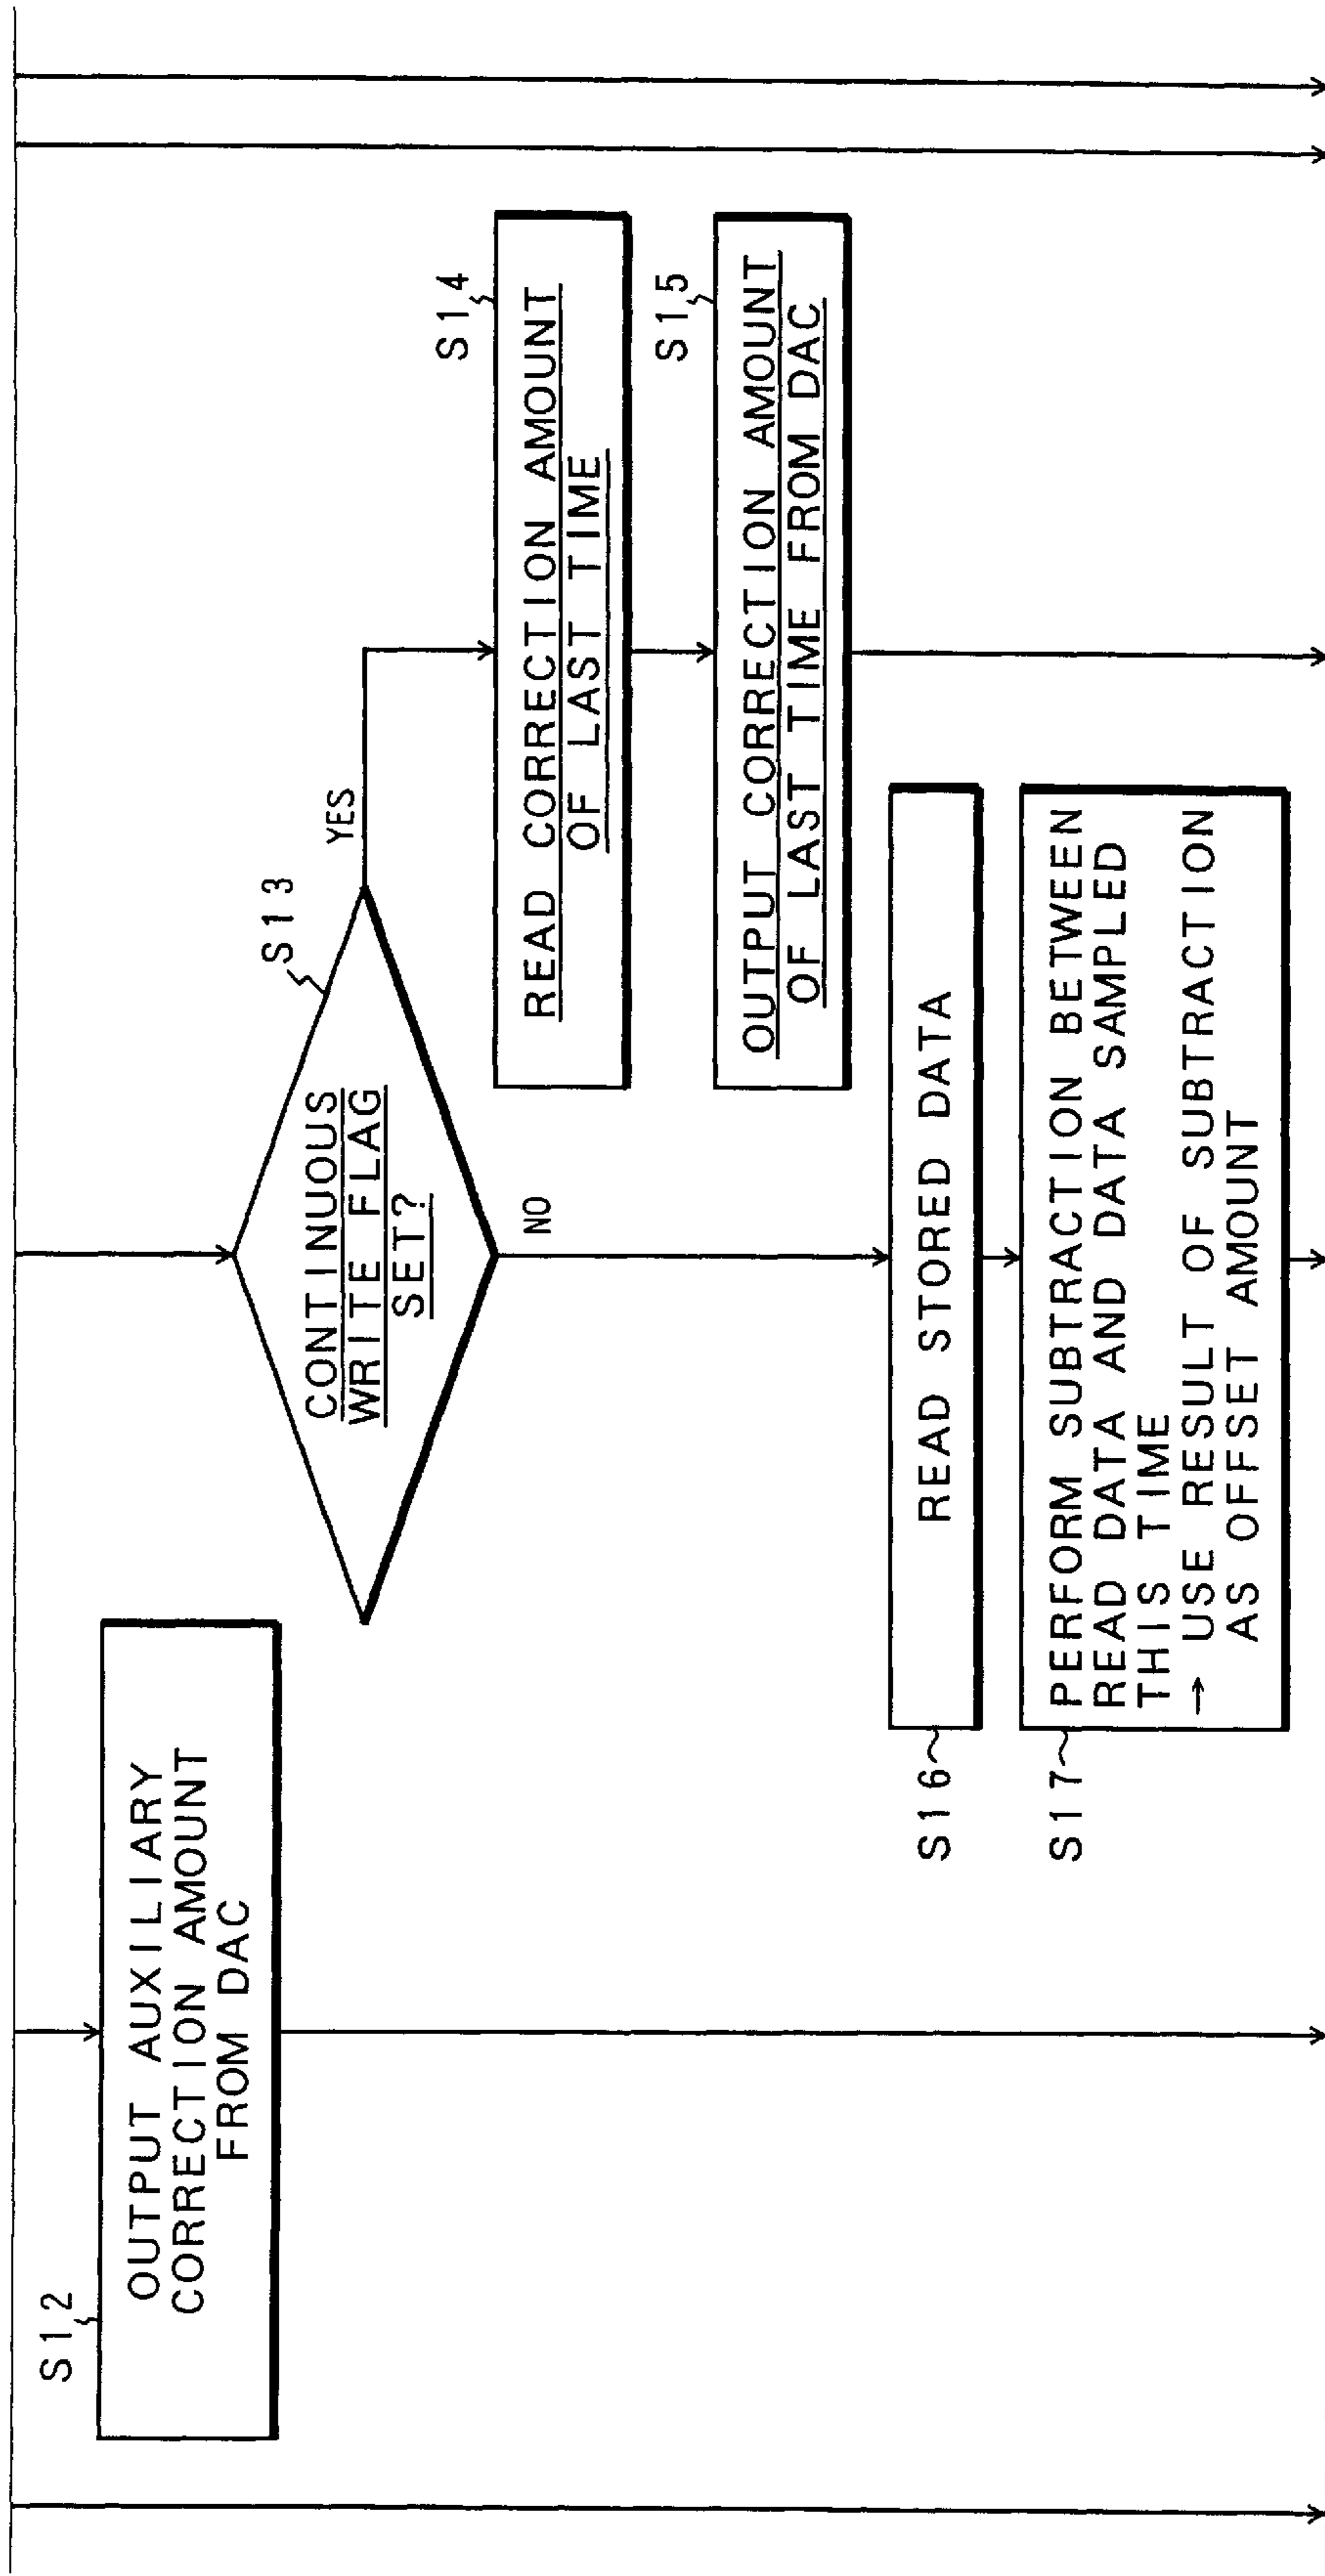 S12
OUTPUT AUXILIARY
CORRECTION AMOUNT
FROM DAC
S13
CONTINUOUS
WRITE FLAG
SET?
YES
NO
S14
READ CORRECTION AMOUNT
OF LAST TIME
S15
OUTPUT CORRECTION AMOUNT
OF LAST TIME FROM DAC
S16
READ STORED DATA
S17
PERFORM SUBTRACTION BETWEEN
READ DATA AND DATA SAMPLED
THIS TIME
→ USE RESULT OF SUBTRACTION
AS OFFSET AMOUNT